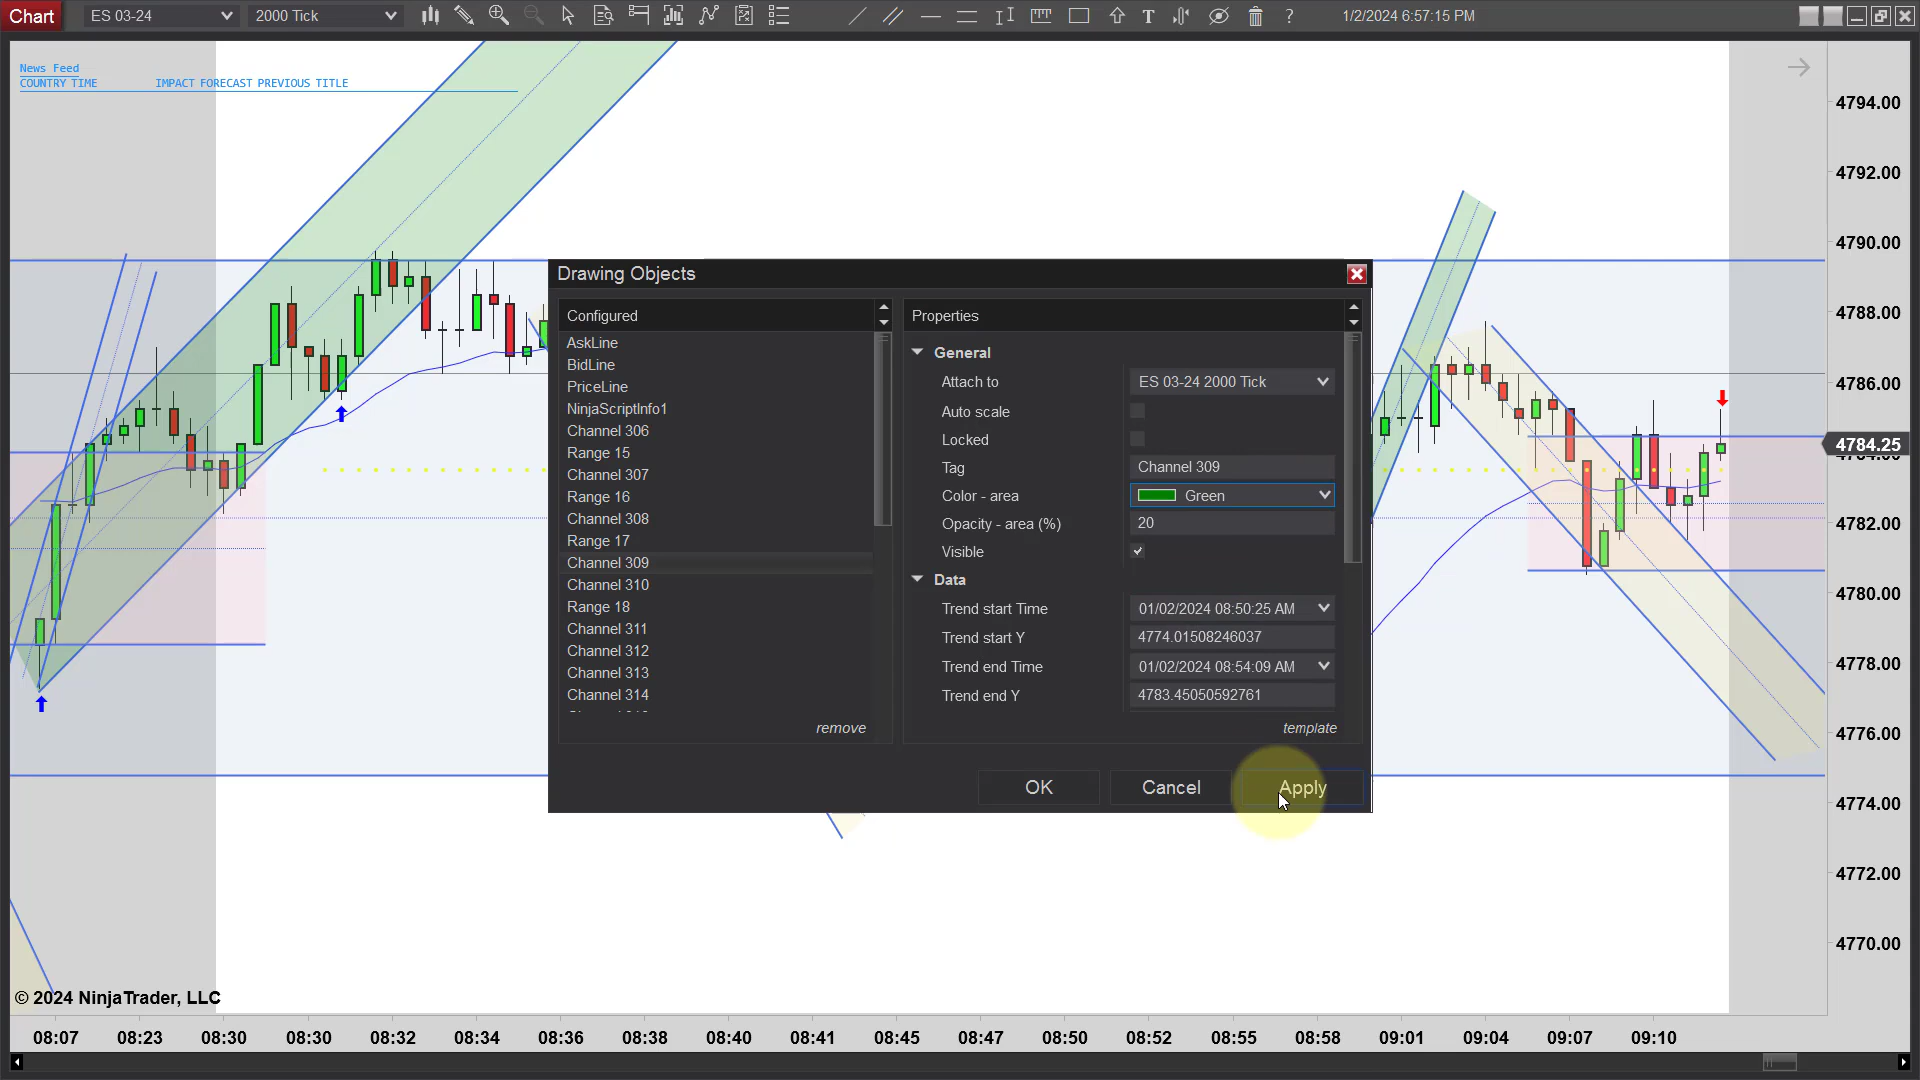 Chart ES 03-24 2000 Tick T ? 1/2/2024 6:57:15 PM
News Feed
COUNTRY TIME IMPACT FORECAST PREVIOUS TITLE
4794.00
4792.00
4790.00
4788.00
4786.00
4784.25
4782.00
4780.00
4778.00
4776.00
4774.00
4772.00
4770.00
Drawing Objects
Configured
AskLine
BidLine
PriceLine
NinjaScriptInfo1
Channel 306
Range 15
Channel 307
Range 16
Channel 308
Range 17
Channel 309
Channel 310
Range 18
Channel 311
Channel 312
Channel 313
Channel 314
remove
Properties
General
Attach to ES 03-24 2000 Tick
Auto scale
Locked
Tag Channel 309
Color - area Green
Opacity - area (%) 20
Visible
Data
Trend start Time 01/02/2024 08:50:25 AM
Trend start Y 4774.01508246037
Trend end Time 01/02/2024 08:54:09 AM
Trend end Y 4783.45050592761
template
OK Cancel Apply
© 2024 NinjaTrader, LLC
08:07 08:23 08:30 08:30 08:32 08:34 08:36 08:38 08:40 08:41 08:45 08:47 08:50 08:52 08:55 08:58 09:01 09:04 09:07 09:10